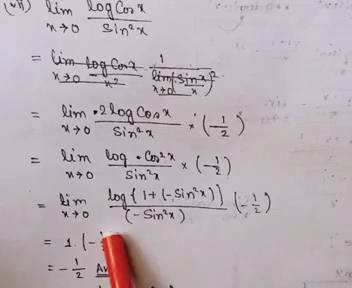 (vii) lim x→0 log Cos x / Sin²x
= lim x→0 log Cos x / x² 1 / lim x→0 (Sin x / x)²
= lim x→0 2 log Cos x / Sin²x × (-1/2)
= lim x→0 log Cos²x / Sin²x × (-1/2)
= lim x→0 log {1 + (-Sin²x)} / (-Sin²x) (-1/2)
= 1. (-
= -1/2 An